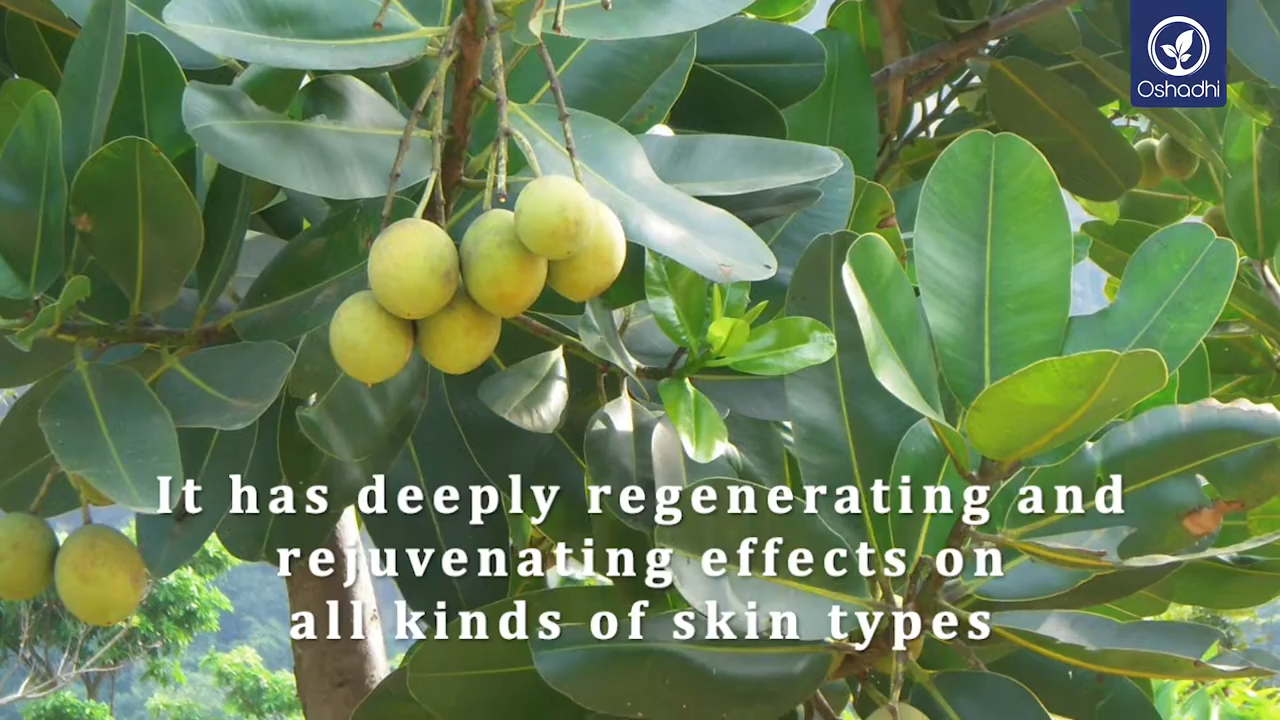 Oshadhi
It has deeply regenerating and
rejuvenating effects on
all kinds of skin types